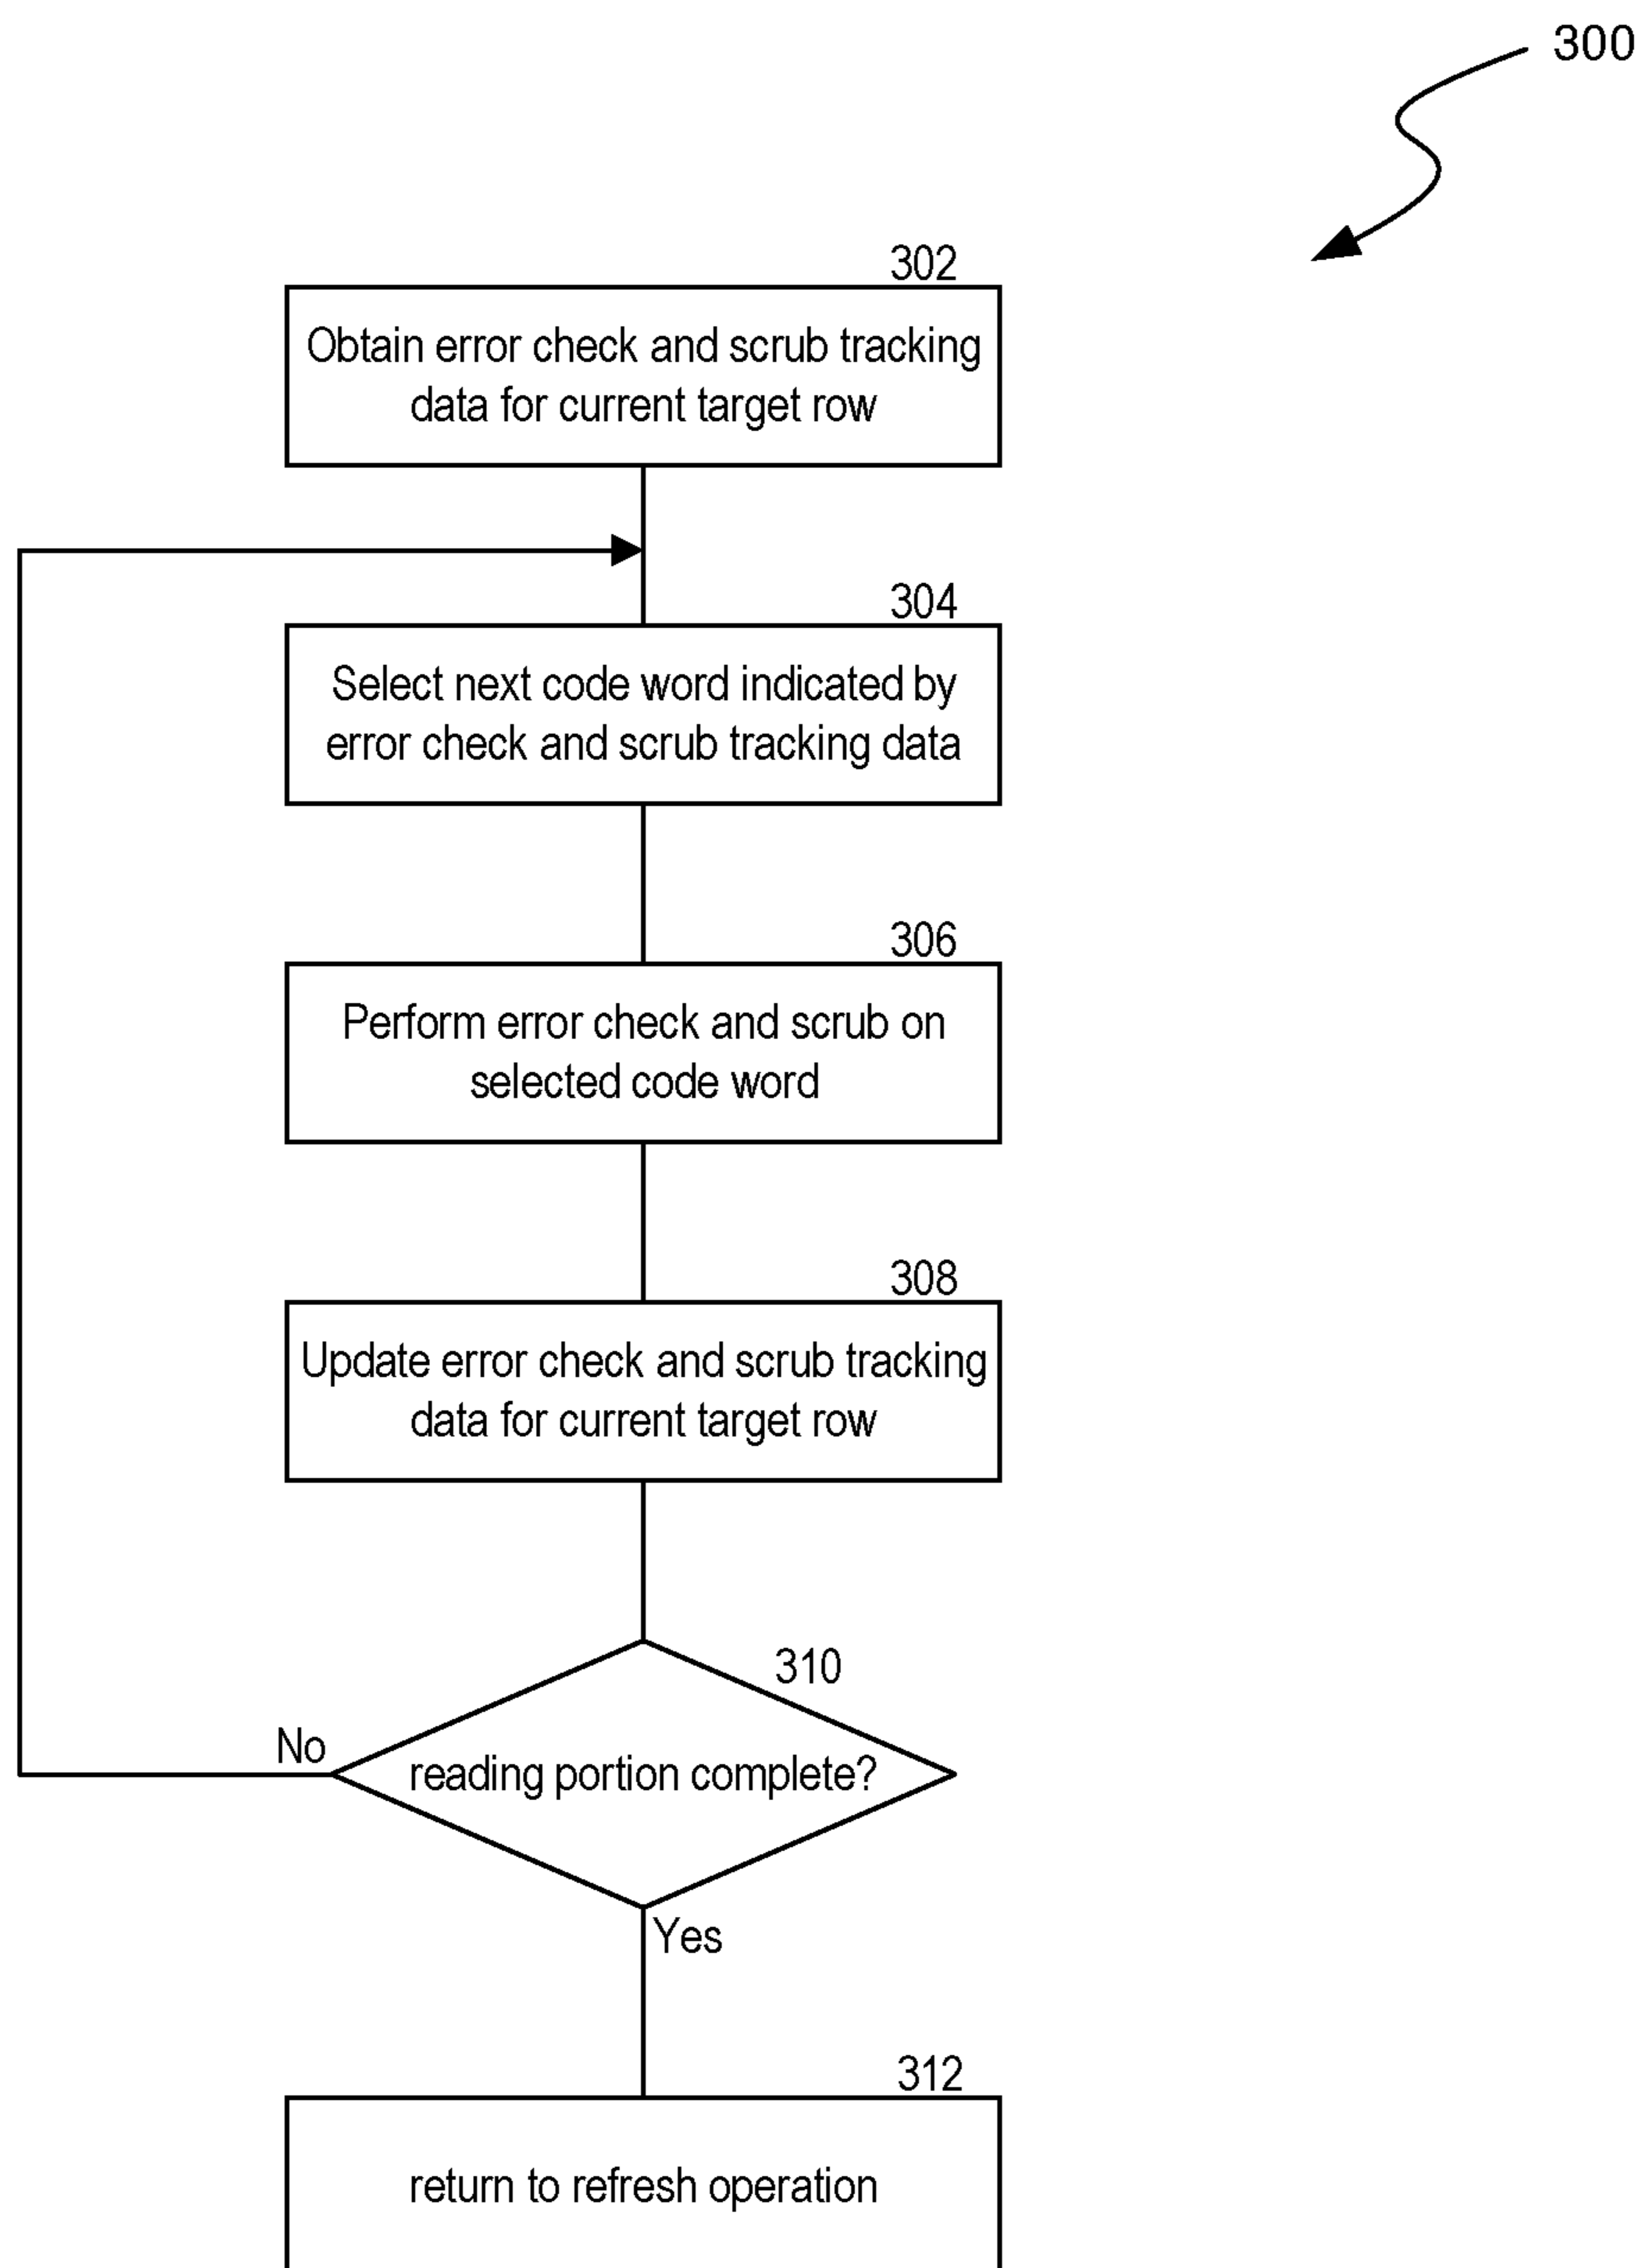 300
302
Obtain error check and scrub tracking
data for current target row
304
Select next code word indicated by
error check and scrub tracking data
306
Perform error check and scrub on
selected code word
308
Update error check and scrub tracking
data for current target row
310
No
reading portion complete?
Yes
312
return to refresh operation